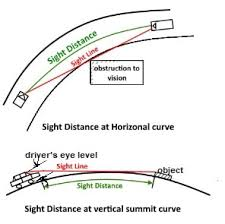 Sight Distance
Sight Line
obstruction to
vision
Sight Distance at Horizonal curve
driver's eye level
Sight Line
object
Sight Distance
Sight Distance at vertical summit curve